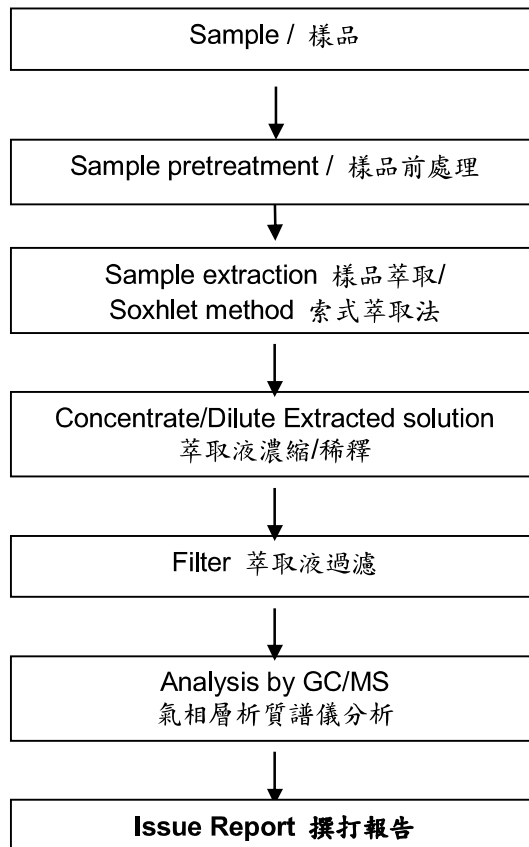 Sample / 樣品
Sample pretreatment / 樣品前處理
Sample extraction 樣品萃取/
Soxhlet method 索式萃取法
Concentrate/Dilute Extracted solution
萃取液濃縮/稀釋
Filter 萃取液過濾
Analysis by GC/MS
氣相層析質譜儀分析
Issue Report 撰打報告